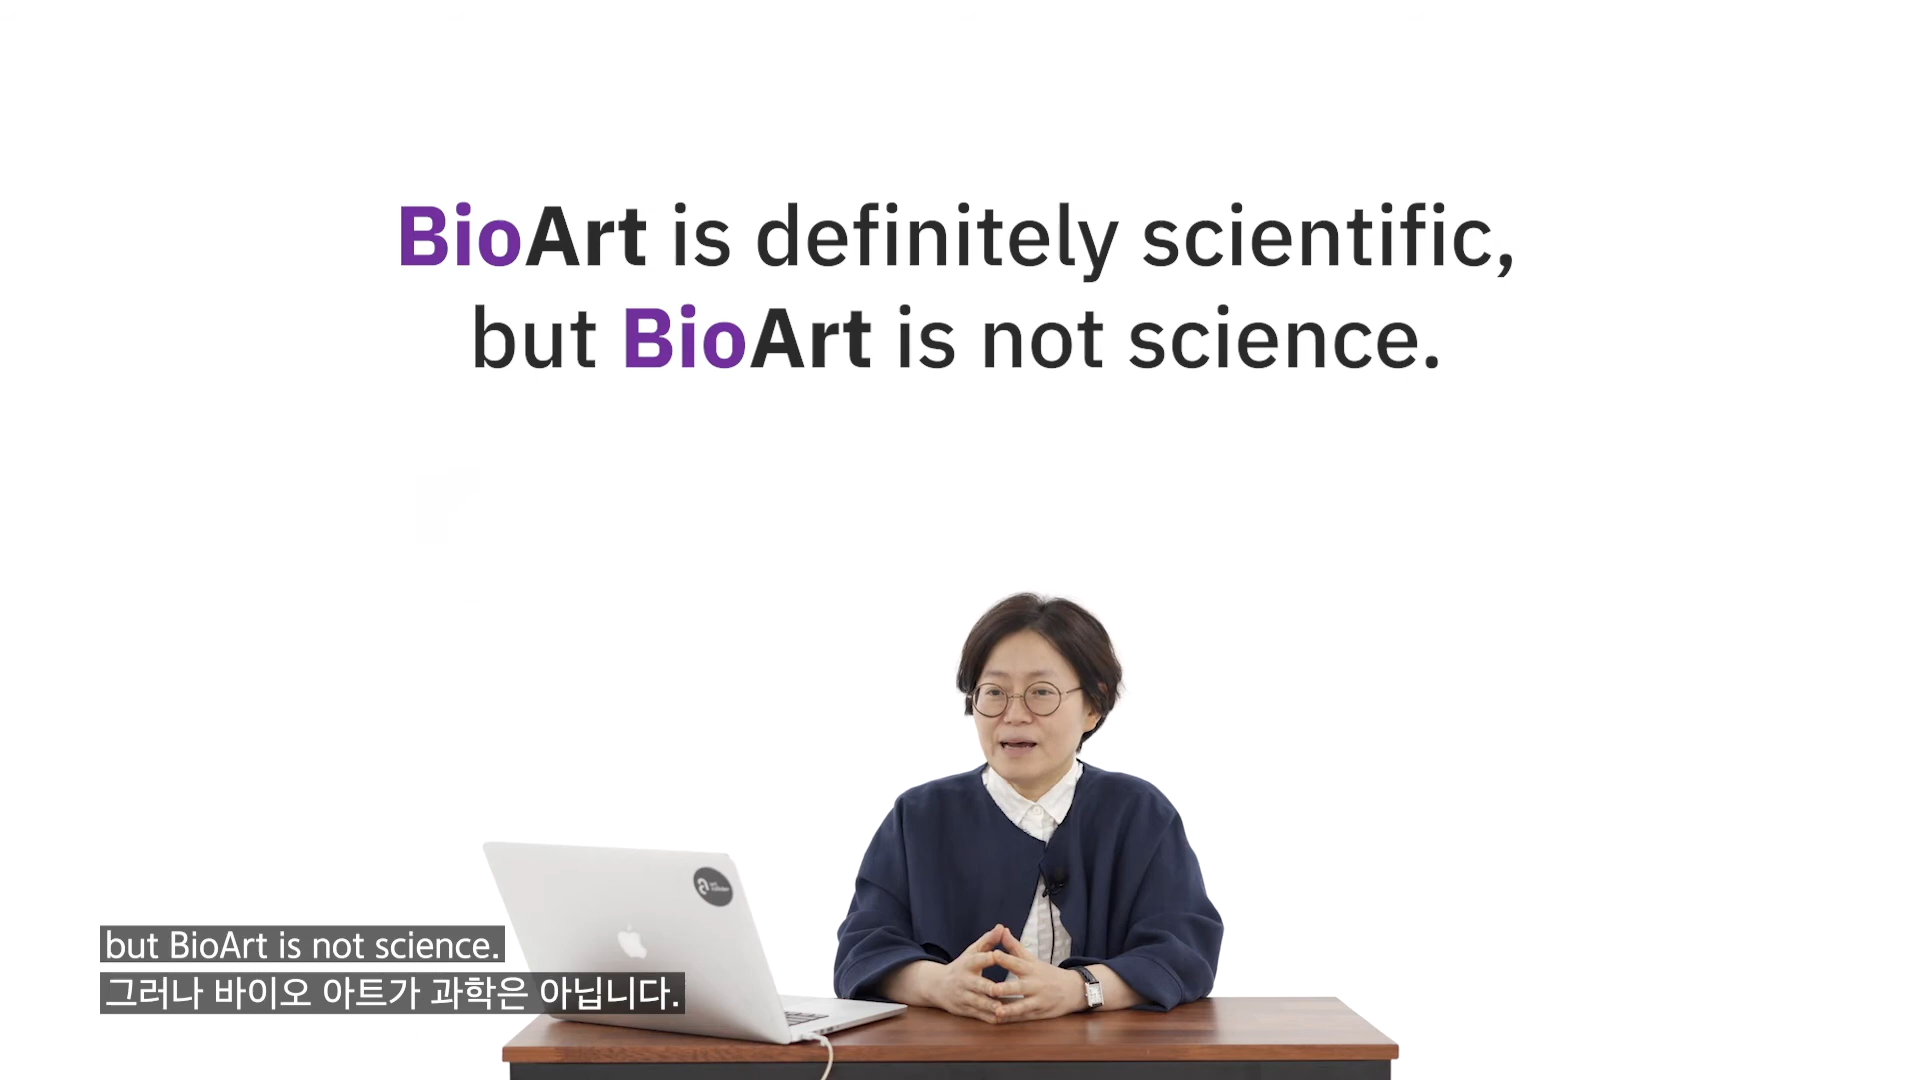 BioArt is definitely scientific,
but BioArt is not science.
but BioArt is not science.
그러나 바이오 아트가 과학은 아닙니다.